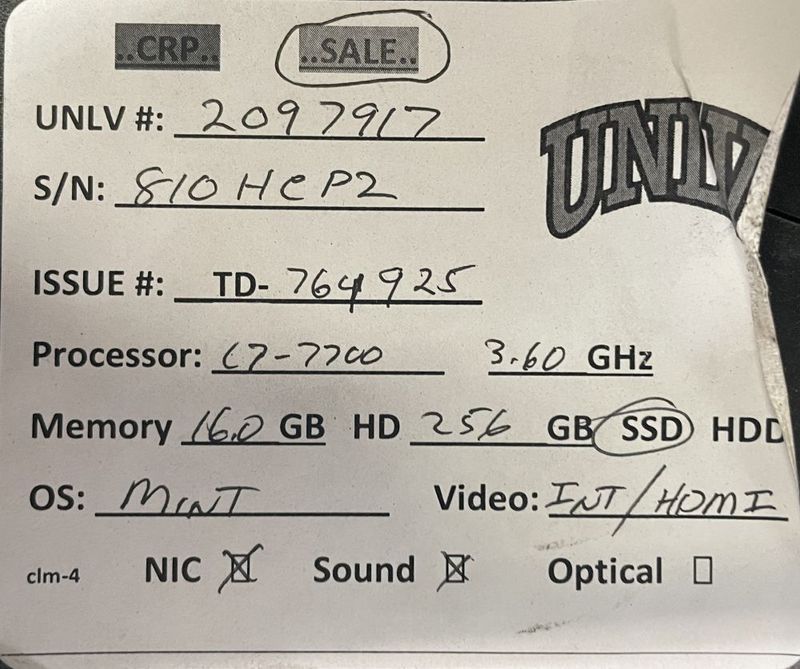 ..CRP.. ..SALE..
UNLV #: 2097917
UNLV
S/N: 810HCP2
ISSUE #: TD-764925
Processor: i7-7700 3.60 GHz
Memory 16.0 GB HD 256 GB SSD HDD
OS: MINT Video: INT/HDMI
clm-4 NIC ☒ Sound ☒ Optical ☐